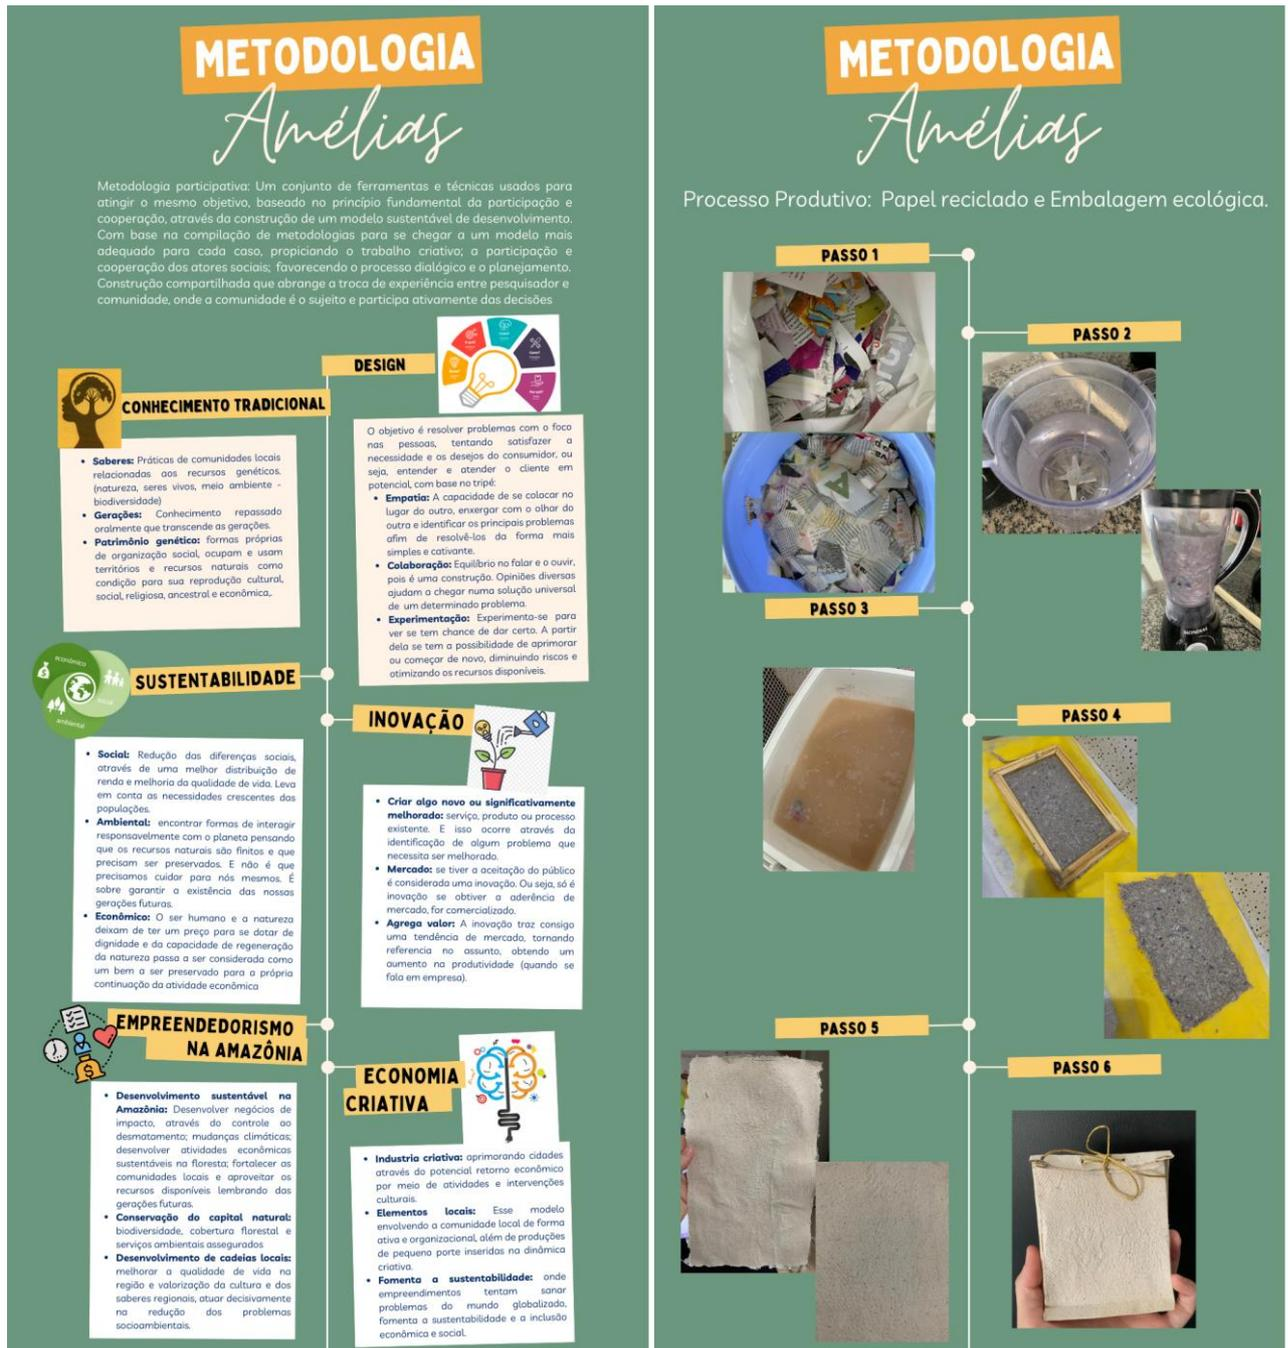 METODOLOGIA
Amélias
Metodologia participativa: Um conjunto de ferramentas e técnicas usados para
atingir o mesmo objetivo, baseado no princípio fundamental da participação e
cooperação, através da construção de um modelo sustentável de desenvolvimento.
Com base na compilação de metodologias para se chegar a um modelo mais
adequado para cada caso, propiciando o trabalho criativo; a participação e
cooperação dos atores sociais; favorecendo o processo dialógico e o planejamento.
Construção compartilhada que abrange a troca de experiência entre pesquisador e
comunidade, onde a comunidade é o sujeito e participa ativamente das decisões
CONHECIMENTO TRADICIONAL
• Saberes: Práticas de comunidades locais
relacionadas aos recursos genéticos.
(natureza, seres vivos, meio ambiente -
biodiversidade)
• Gerações: Conhecimento repassado
oralmente que transcende as gerações.
• Patrimônio genético: formas próprias
de organização social, ocupam e usam
territórios e recursos naturais como
condição para sua reprodução cultural,
social, religiosa, ancestral e econômica,.
DESIGN
O objetivo é resolver problemas com o foco
nas pessoas, tentando satisfazer a
necessidade e os desejos do consumidor, ou
seja, entender e atender o cliente em
potencial, com base no tripé:
• Empatia: A capacidade de se colocar no
lugar do outro, enxergar com o olhar do
outra e identificar os principais problemas
afim de resolvê-los da forma mais
simples e cativante.
• Colaboração: Equilíbrio no falar e o ouvir,
pois é uma construção. Opiniões diversas
ajudam a chegar numa solução universal
de um determinado problema.
• Experimentação: Experimenta-se para
ver se tem chance de dar certo. A partir
dela se tem a possibilidade de aprimorar
ou começar de novo, diminuindo riscos e
otimizando os recursos disponíveis.
econômico
social
ambiental
SUSTENTABILIDADE
• Social: Redução das diferenças sociais,
através de uma melhor distribuição de
renda e melhoria da qualidade de vida. Leva
em conta as necessidades crescentes das
populações.
• Ambiental: encontrar formas de interagir
responsavelmente com o planeta pensando
que os recursos naturais são finitos e que
precisam ser preservados. E não é que
precisamos cuidar para nós mesmos. É
sobre garantir a existência das nossas
gerações futuras.
• Econômico: O ser humano e a natureza
deixam de ter um preço para se dotar de
dignidade e da capacidade de regeneração
da natureza passa a ser considerada como
um bem a ser preservado para a própria
continuação da atividade econômica
INOVAÇÃO
• Criar algo novo ou significativamente
melhorado: serviço, produto ou processo
existente. E isso ocorre através da
identificação de algum problema que
necessita ser melhorado.
• Mercado: se tiver a aceitação do público
é considerada uma inovação. Ou seja, só é
inovação se obtiver a aderência de
mercado, for comercializado.
• Agrega valor: A inovação traz consigo
uma tendência de mercado, tornando
referencia no assunto, obtendo um
aumento na produtividade (quando se
fala em empresa).
EMPREENDEDORISMO
NA AMAZÔNIA
• Desenvolvimento sustentável na
Amazônia: Desenvolver negócios de
impacto, através do controle ao
desmatamento; mudanças climáticas;
desenvolver atividades econômicas
sustentáveis na floresta; fortalecer as
comunidades locais e aproveitar os
recursos disponíveis lembrando das
gerações futuras.
• Conservação do capital natural:
biodiversidade, cobertura florestal e
serviços ambientais assegurados
• Desenvolvimento de cadeias locais:
melhorar a qualidade de vida na
região e valorização da cultura e dos
saberes regionais, atuar decisivamente
na redução dos problemas
socioambientais.
ECONOMIA
CRIATIVA
• Industria criativa: aprimorando cidades
através do potencial retorno econômico
por meio de atividades e intervenções
culturais.
• Elementos locais: Esse modelo
envolvendo a comunidade local de forma
ativa e organizacional, além de produções
de pequeno porte inseridas na dinâmica
criativa.
• Fomenta a sustentabilidade: onde
empreendimentos tentam sanar
problemas do mundo globalizado,
fomenta a sustentabilidade e a inclusão
econômica e social.
METODOLOGIA
Amélias
Processo Produtivo: Papel reciclado e Embalagem ecológica.
PASSO 1
PASSO 2
PASSO 3
PASSO 4
PASSO 5
PASSO 6